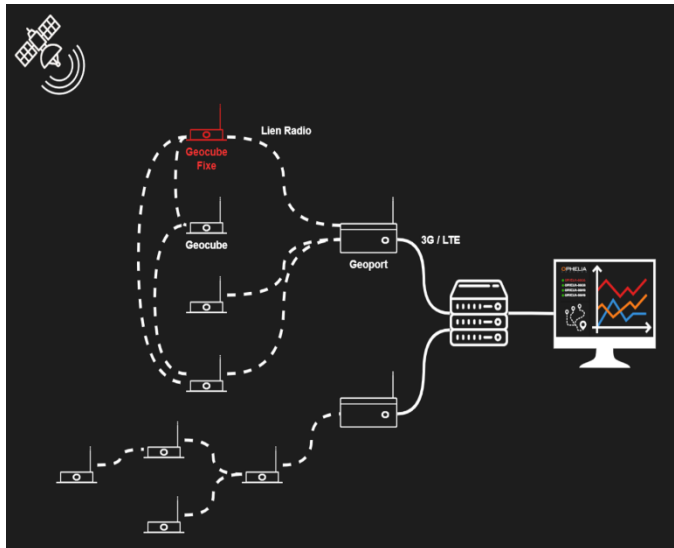 Lien Radio
Geocube
Fixe
Geocube
3G / LTE
Geoport
OPHELIA